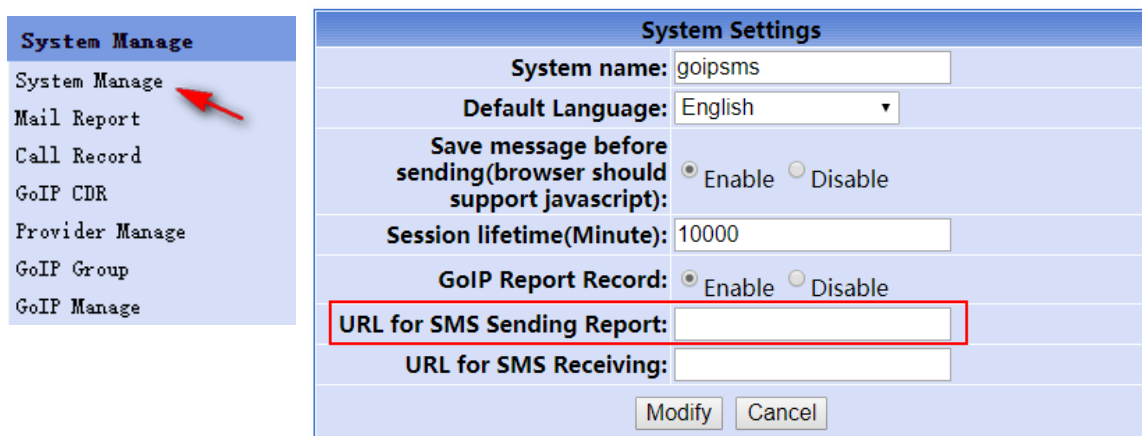 System Manage
System Manage
Mail Report
Call Record
GoIP CDR
Provider Manage
GoIP Group
GoIP Manage
System Settings
System name: goipsms
Default Language: English
Save message before
sending(browser should
support javascript):
Enable Disable
Session lifetime(Minute): 10000
GoIP Report Record: Enable Disable
URL for SMS Sending Report:
URL for SMS Receiving:
Modify Cancel